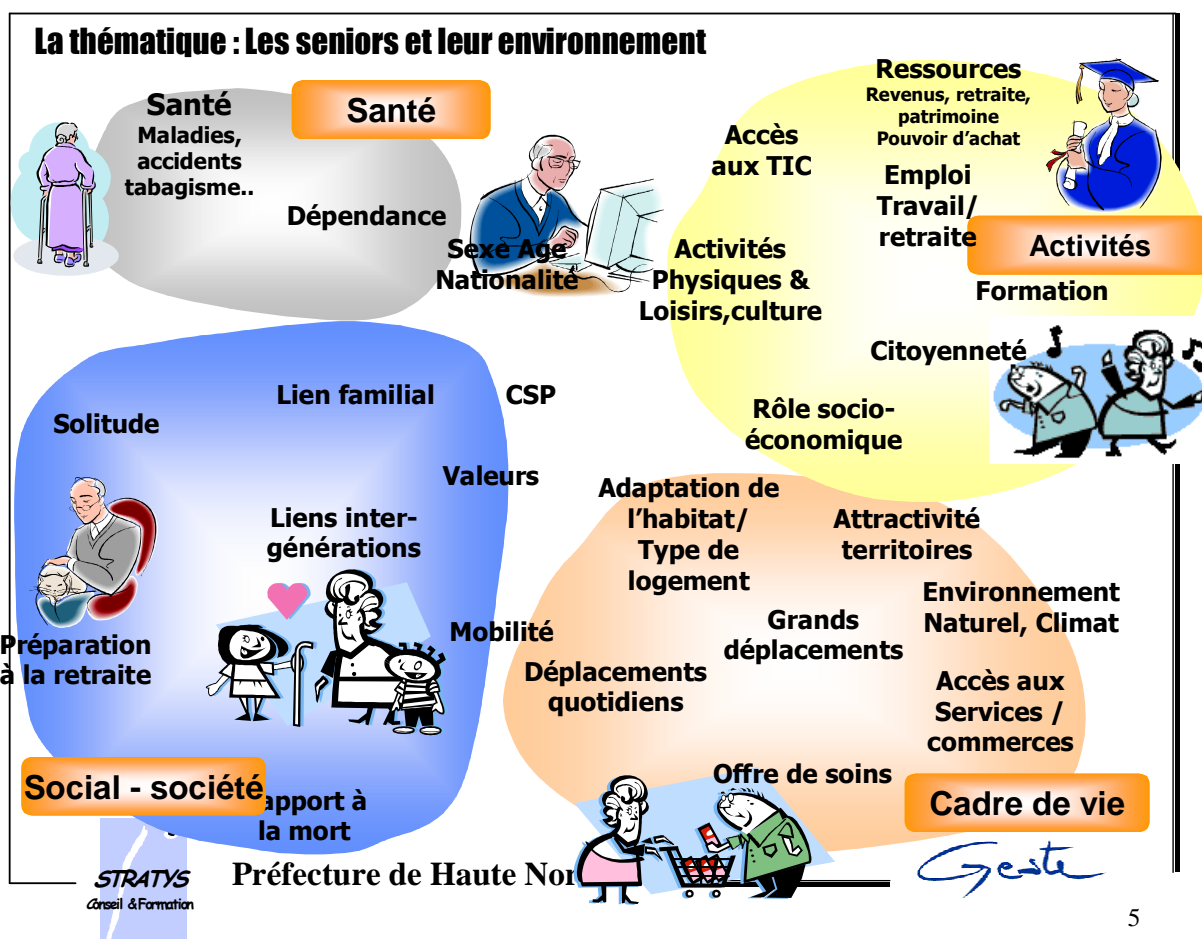 La thématique : Les seniors et leur environnement
Santé
Maladies,
accidents
tabagisme..
Santé
Dépendance
Sexe Age
Nationalité
Ressources
Revenus, retraite,
patrimoine
Pouvoir d'achat
Accès
aux TIC
Emploi
Travail/
retraite
Activités
Activités
Physiques &
Loisirs,culture
Formation
Citoyenneté
Rôle socio-
économique
Lien familial
CSP
Solitude
Valeurs
Liens inter-
générations
Préparation
à la retraite
Mobilité
Social - société
apport à
la mort
Adaptation de
l'habitat/
Type de
logement
Attractivité
territoires
Environnement
Naturel, Climat
Grands
déplacements
Déplacements
quotidiens
Accès aux
Services /
commerces
Offre de soins
Cadre de vie
STRATYS
Conseil & Formation
Préfecture de Haute Nor
Geste
5